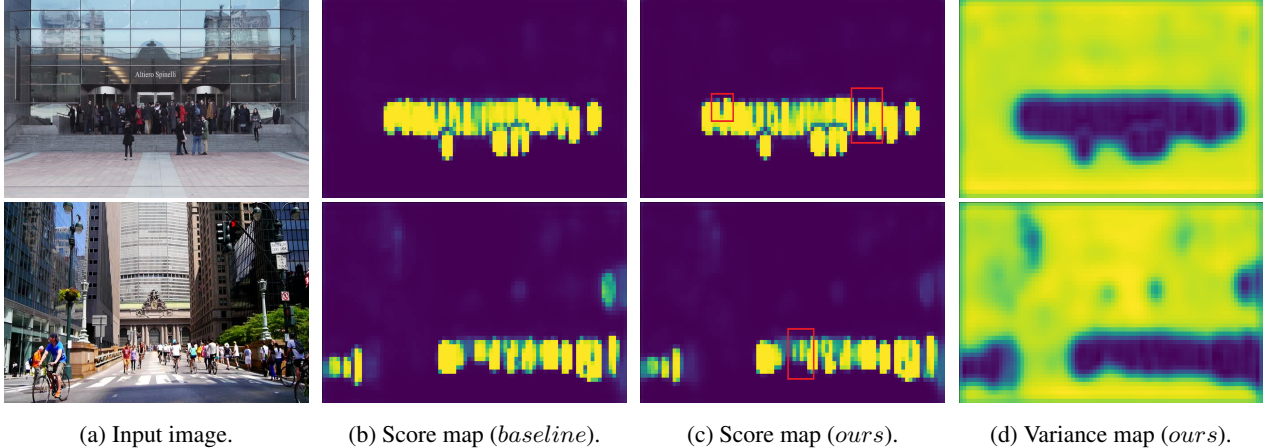 Altiero Spinelli
(a) Input image.
(b) Score map (baseline).
(c) Score map (ours).
(d) Variance map (ours).